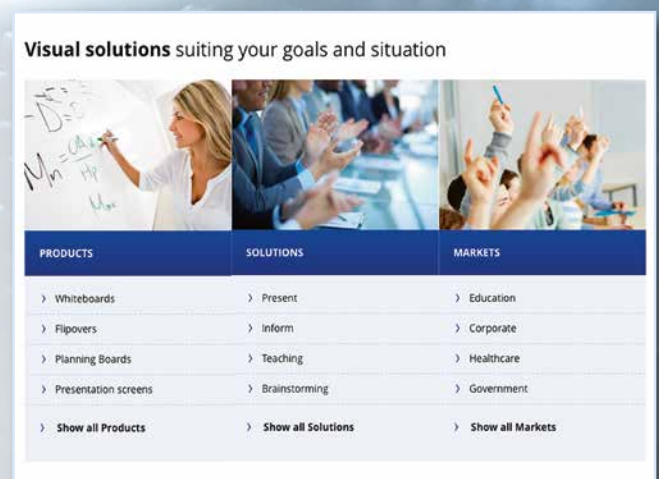 Visual solutions suiting your goals and situation
PRODUCTS
Whiteboards
Flipovers
Planning Boards
Presentation screens
Show all Products
SOLUTIONS
Present
Inform
Teaching
Brainstorming
Show all Solutions
MARKETS
Education
Corporate
Healthcare
Government
Show all Markets